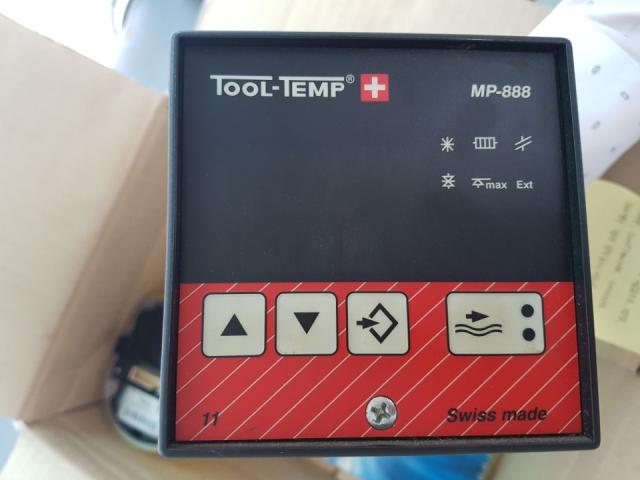 TOOL-TEMP®
MP-888
max Ext
11
Swiss made